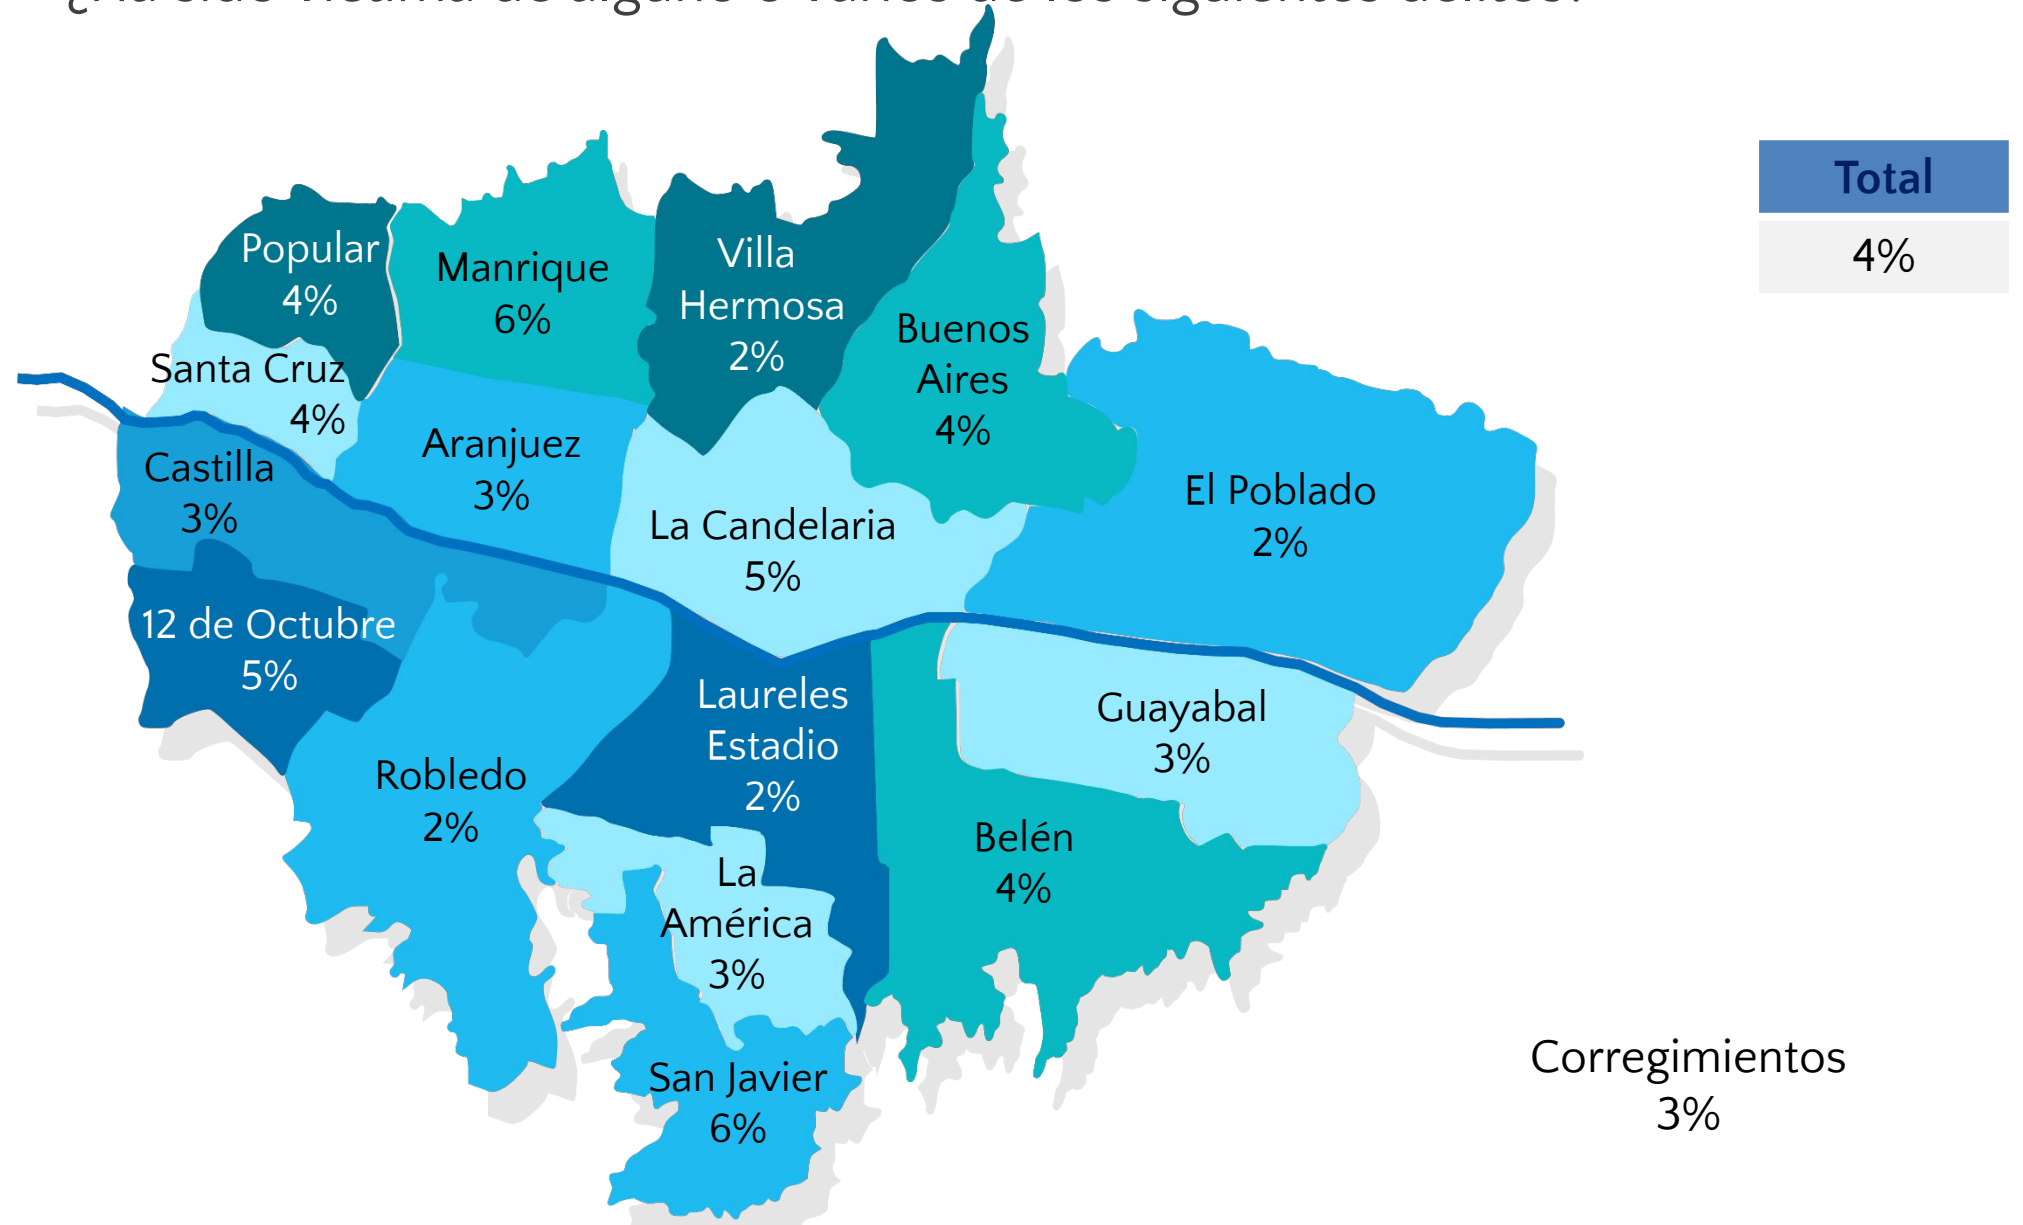 de
siguientes
Total
4%
Popular
4%
Manrique
6%
Villa
Hermosa
2%
Buenos
Aires
4%
Santa Cruz
4%
Aranjuez
3%
Castilla
3%
El Poblado
2%
La Candelaria
5%
12 de Octubre
5%
Laureles
Estadio
2%
Guayabal
3%
Robledo
2%
Belén
4%
La
América
3%
San Javier
6%
Corregimientos
3%